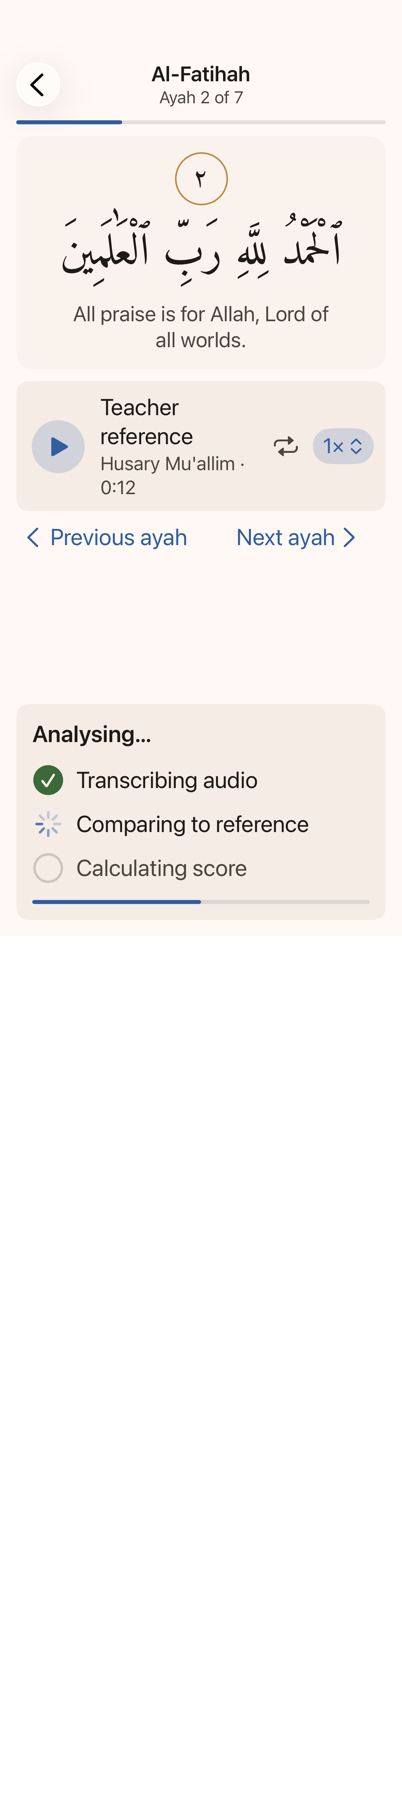 Al-Fatihah
Ayah 2 of 7
٢
ٱلْحَمْدُ لِلَّهِ رَبِّ ٱلْعَٰلَمِينَ
All praise is for Allah, Lord of
all worlds.
Teacher
reference
Husary Mu'allim ·
0:12
1×
Previous ayah
Next ayah
Analysing...
Transcribing audio
Comparing to reference
Calculating score